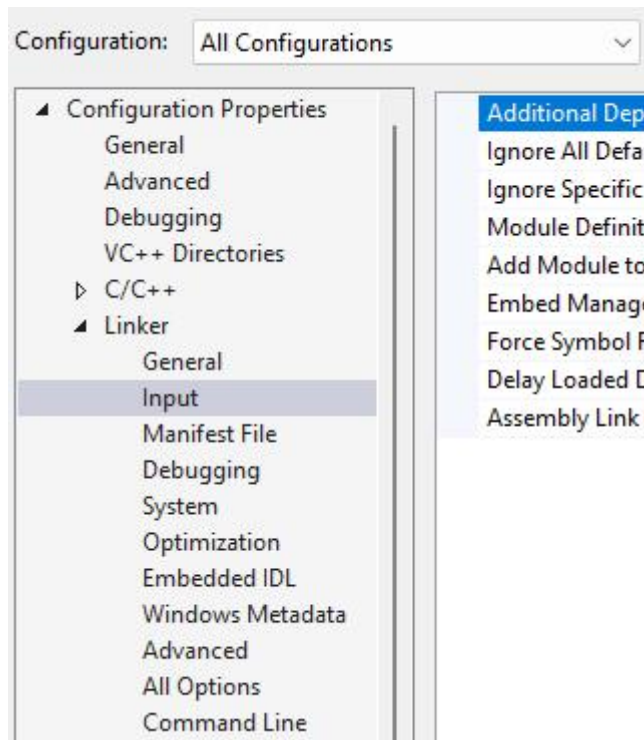 Configuration: All Configurations
Configuration Properties
General
Advanced
Debugging
VC++ Directories
C/C++
Linker
General
Input
Manifest File
Debugging
System
Optimization
Embedded IDL
Windows Metadata
Advanced
All Options
Command Line
Additional Dep
Ignore All Defa
Ignore Specific
Module Definit
Add Module to
Embed Manag
Force Symbol
Delay Loaded
Assembly Link